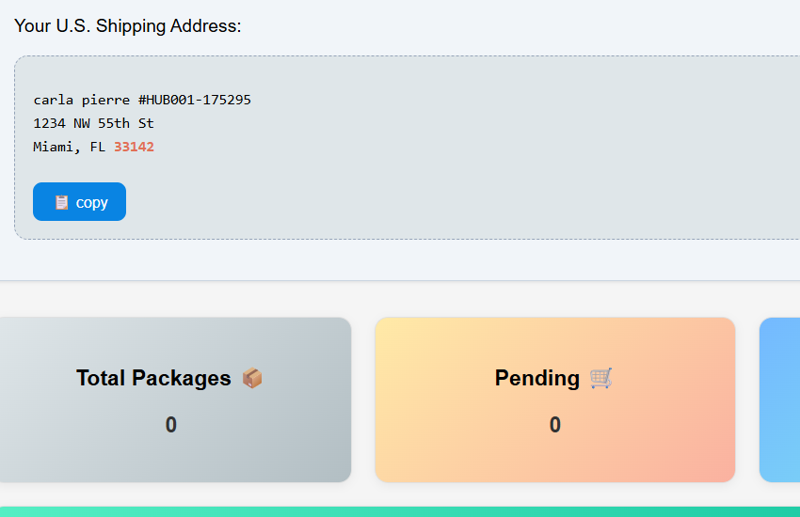 Your U.S. Shipping Address:
carla pierre #HUB001-175295
1234 NW 55th St
Miami, FL 33142
copy
Total Packages
0
Pending
0